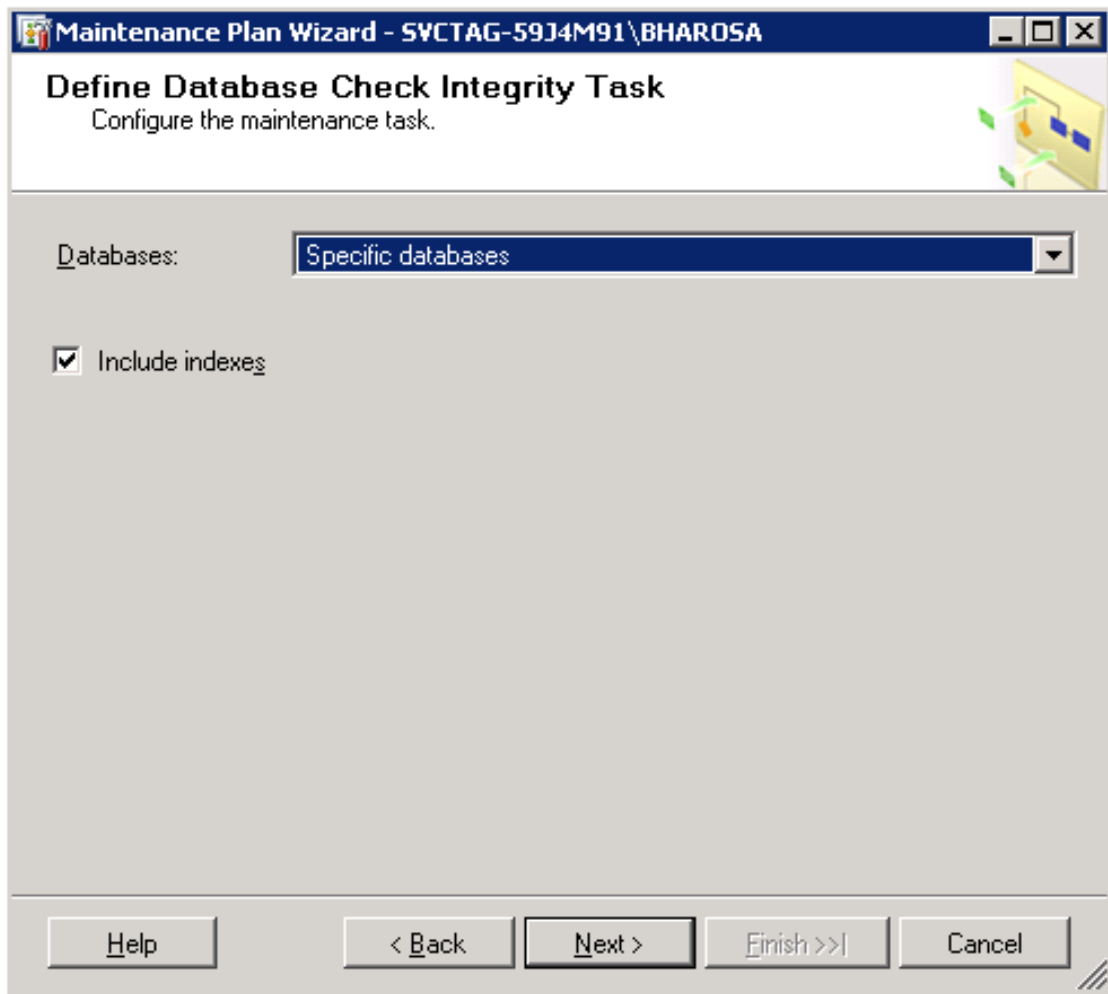 Maintenance Plan Wizard - SVCTAG-59J4M91\BHAROSA
Define Database Check Integrity Task
Configure the maintenance task.
Databases: Specific databases
Include indexes
Help < Back Next > Finish >>| Cancel